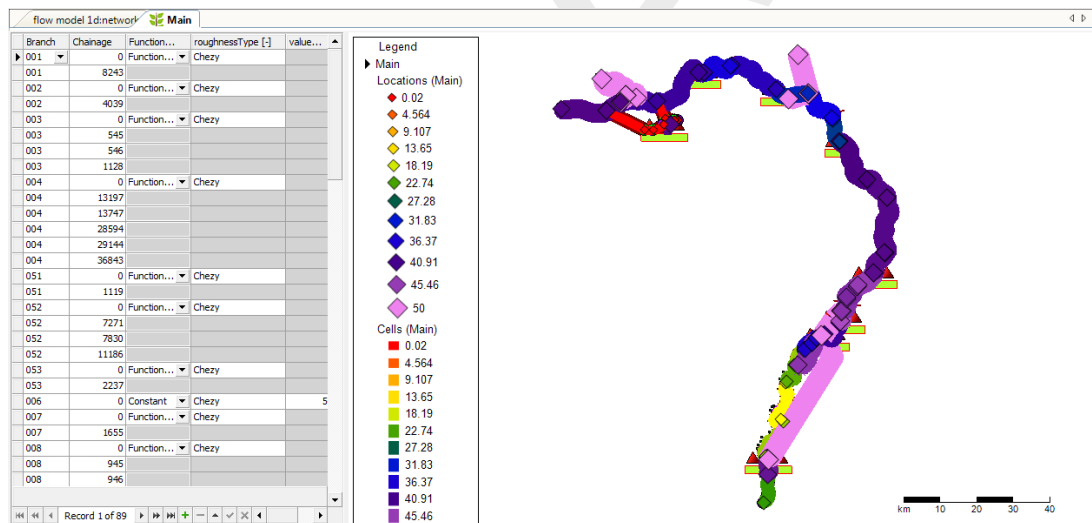 flow model 1d:network Main
Branch Chainage Function... roughnessType [-] value...
001 0 Function... Chezy
001 8243
002 0 Function... Chezy
002 4039
003 0 Function... Chezy
003 545
003 546
003 1128
004 0 Function... Chezy
004 13197
004 13747
004 28594
004 29144
004 36843
051 0 Function... Chezy
051 1119
052 0 Function... Chezy
052 7271
052 7830
052 11186
053 0 Function... Chezy
053 2237
006 0 Constant Chezy 5
007 0 Function... Chezy
007 1655
008 0 Function... Chezy
008 945
008 946
Record 1 of 89
Legend
Main
Locations (Main)
0.02
4.564
9.107
13.65
18.19
22.74
27.28
31.83
36.37
40.91
45.46
50
Cells (Main)
0.02
4.564
9.107
13.65
18.19
22.74
27.28
31.83
36.37
40.91
45.46
km 10 20 30 40